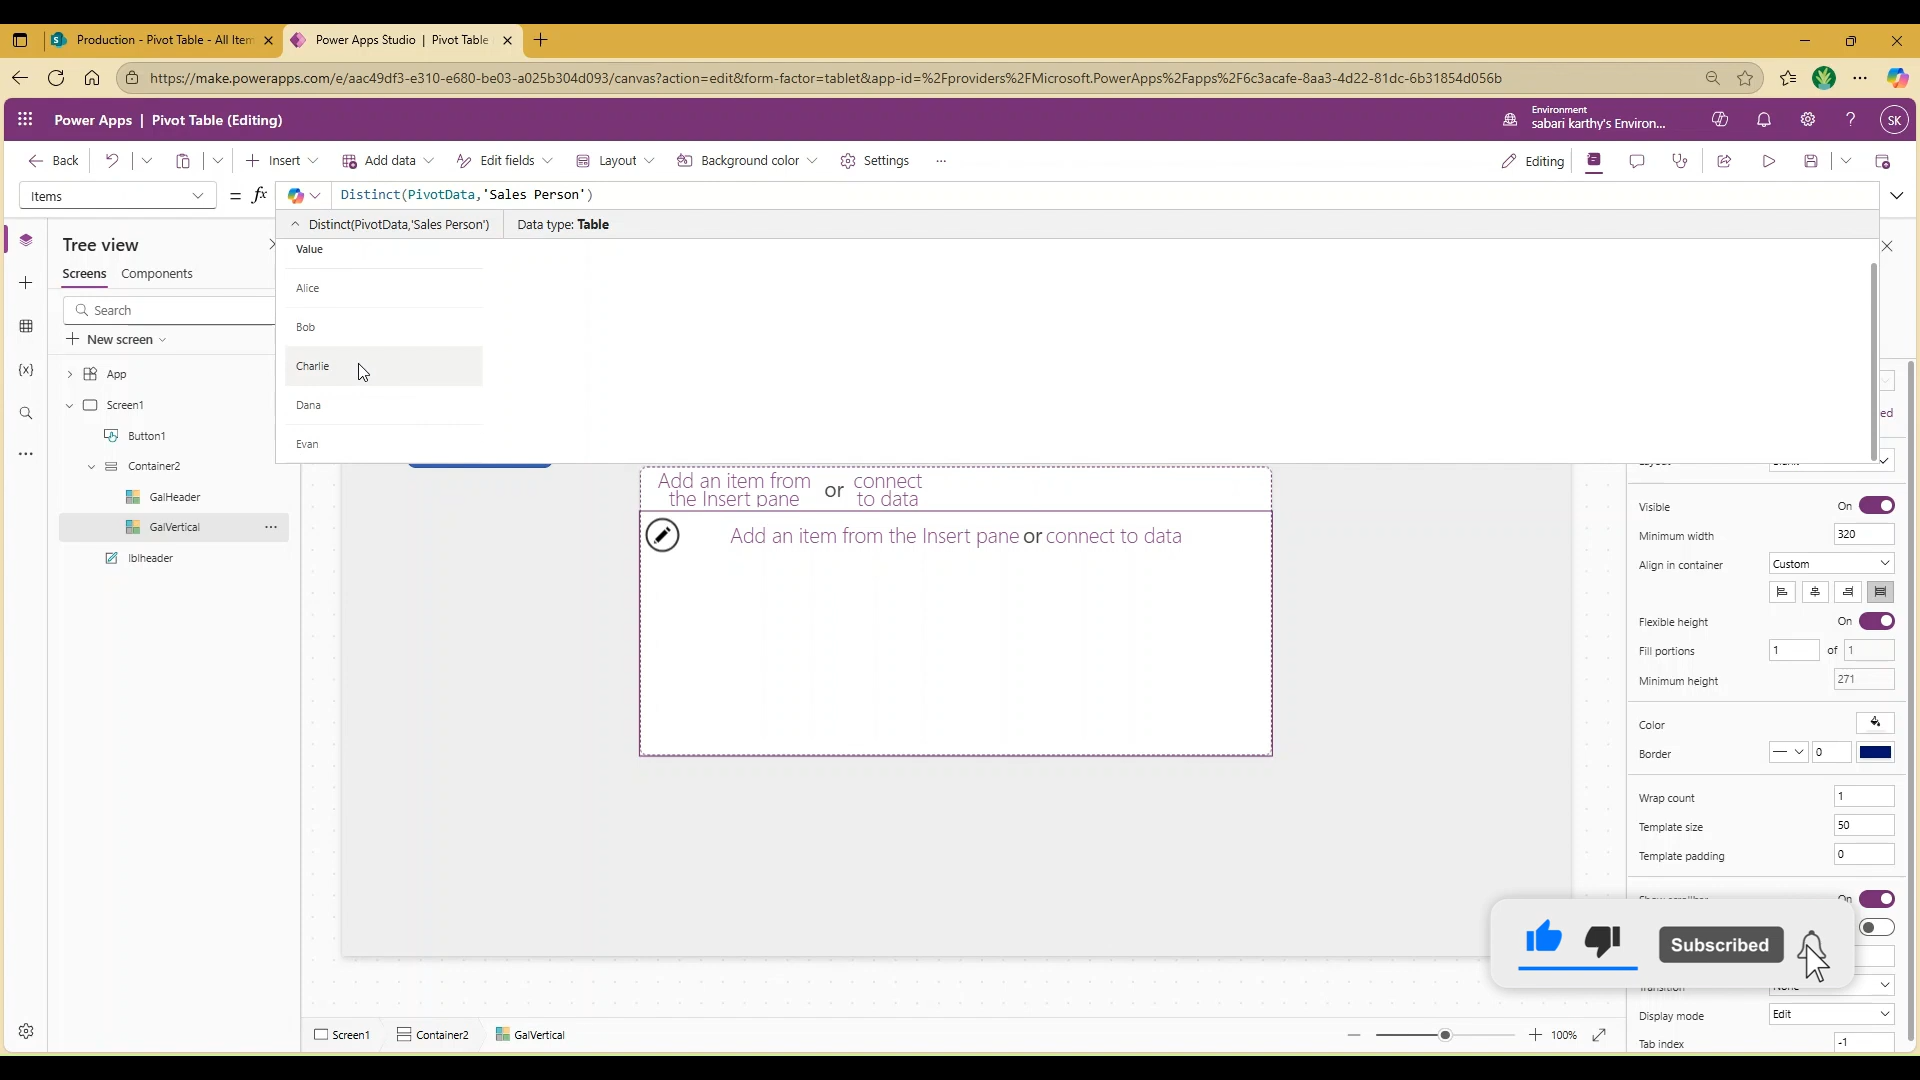 Production - Pivot Table - All Item
Power Apps Studio | Pivot Table
https://make.powerapps.com/e/aac49df3-e310-e680-be03-a025b304d093/canvas?action=edit&form-factor=tablet&app-id=%2Fproviders%2FMicrosoft.PowerApps%2Fapps%2F6c3acafe-8aa3-4d22-81dc-6b31854d056b
Power Apps | Pivot Table (Editing)
Environment
sabari karthy's Environ...
SK
Back
Insert
Add data
Edit fields
Layout
Background color
Settings
...
Editing
Items
= fx
Distinct(PivotData,'Sales Person')
Distinct(PivotData,'Sales Person')
Data type: Table
Tree view
Screens
Components
Search
New screen
App
Screen1
Button1
Container2
GalHeader
GalVertical
lblheader
Value
Alice
Bob
Charlie
Dana
Evan
Add an item from the Insert pane or connect to data
Add an item from the Insert pane or connect to data
ed
Visible
On
Minimum width
320
Align in container
Custom
Flexible height
On
Fill portions
1 of 1
Minimum height
271
Color
Border
0
Wrap count
1
Template size
50
Template padding
0
On
Subscribed
Display mode
Edit
Tab index
-1
Screen1
Container2
GalVertical
100%